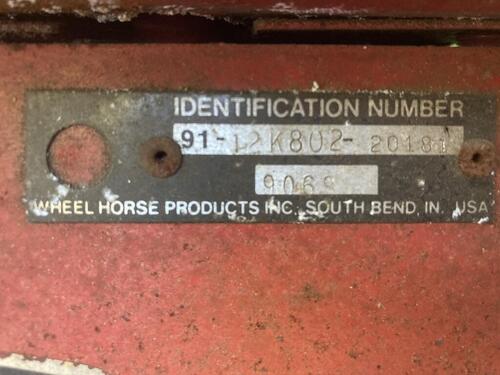 IDENTIFICATION NUMBER
91-12K802-20181
9068
WHEEL HORSE PRODUCTS INC. SOUTH BEND, IN. USA